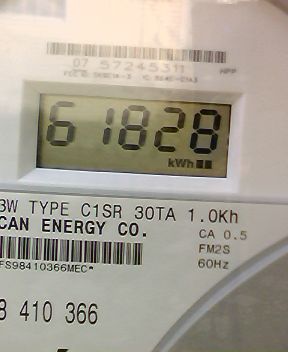 07 57245311
61828
kWh
3W TYPE C1SR 30TA 1.0Kh
CAN ENERGY CO.
CA 0.5
FM2S
60Hz
FS98410366MEC*
8 410 366